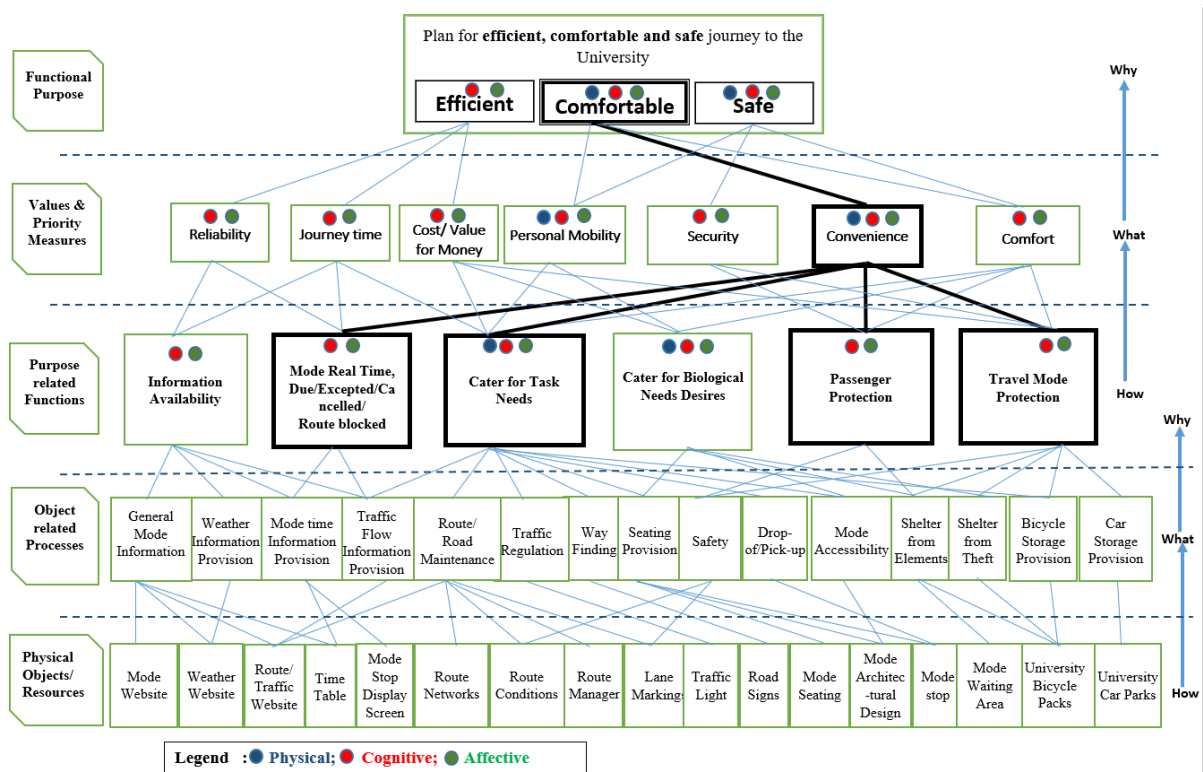 Plan for efficient, comfortable and safe journey to the
University
Functional
Purpose
Efficient
Comfortable
Safe
Why
Values &
Priority
Measures
Reliability
Journey time
Cost/ Value
for Money
Personal Mobility
Security
Convenience
Comfort
What
Purpose
related
Functions
Information
Availability
Mode Real Time,
Due/Excepted/Ca
ncelled/
Route blocked
Cater for Task
Needs
Cater for Biological
Needs Desires
Passenger
Protection
Travel Mode
Protection
How
Why
Object
related
Processes
General
Mode
Information
Weather
Information
Provision
Mode time
Information
Provision
Traffic
Flow
Information
Provision
Route/
Road
Maintenance
Traffic
Regulation
Way
Finding
Seating
Provision
Safety
Drop-
of/Pick-up
Mode
Accessibility
Shelter
from
Elements
Shelter
from
Theft
Bicycle
Storage
Provision
Car
Storage
Provision
What
Physical
Objects/
Resources
Mode
Website
Weather
Website
Route/
Traffic
Website
Time
Table
Mode
Stop
Display
Screen
Route
Networks
Route
Conditions
Route
Manager
Lane
Markings
Traffic
Light
Road
Signs
Mode
Seating
Mode
Architec
-tural
Design
Mode
stop
Mode
Waiting
Area
University
Bicycle
Packs
University
Car Parks
How
Legend : Physical; Cognitive; Affective